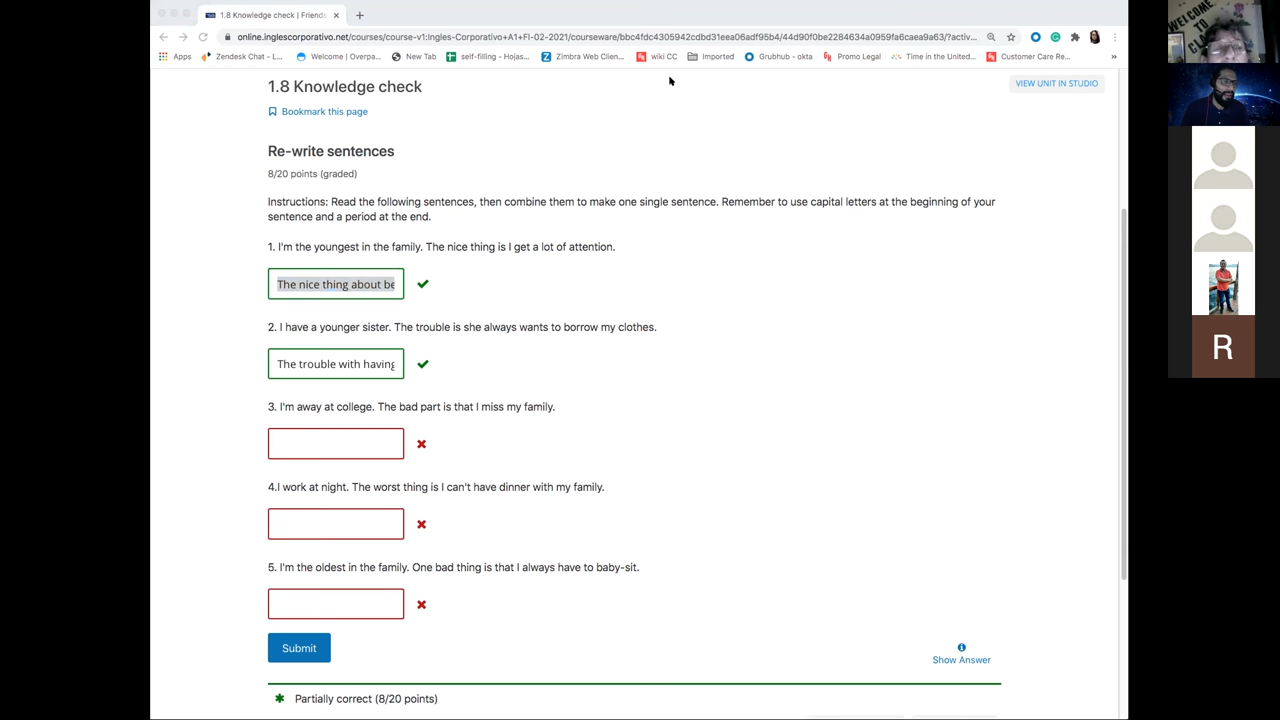 1.8 Knowledge check | Friends
online.inglescorporativo.net/courses/course-v1:Ingles-Corporativo+A1+FI-02-2021/courseware/bbc4fdc4305942cdbd31eea06adf95b4/44d90f0be2284634a0959fa6caea9a63/?activ...
Apps Zendesk Chat - L... Welcome | Overpa... New Tab self-filling - Hojas... Zimbra Web Clien... wiki CC Imported Grubhub - okta Promo Legal Time in the United... Customer Care Re... »
1.8 Knowledge check
VIEW UNIT IN STUDIO
Bookmark this page
Re-write sentences
8/20 points (graded)
Instructions: Read the following sentences, then combine them to make one single sentence. Remember to use capital letters at the beginning of your
sentence and a period at the end.
1. I'm the youngest in the family. The nice thing is I get a lot of attention.
The nice thing about be
2. I have a younger sister. The trouble is she always wants to borrow my clothes.
The trouble with having
3. I'm away at college. The bad part is that I miss my family.
4.I work at night. The worst thing is I can't have dinner with my family.
5. I'm the oldest in the family. One bad thing is that I always have to baby-sit.
Submit
Show Answer
Partially correct (8/20 points)
WELCOME
TO
R